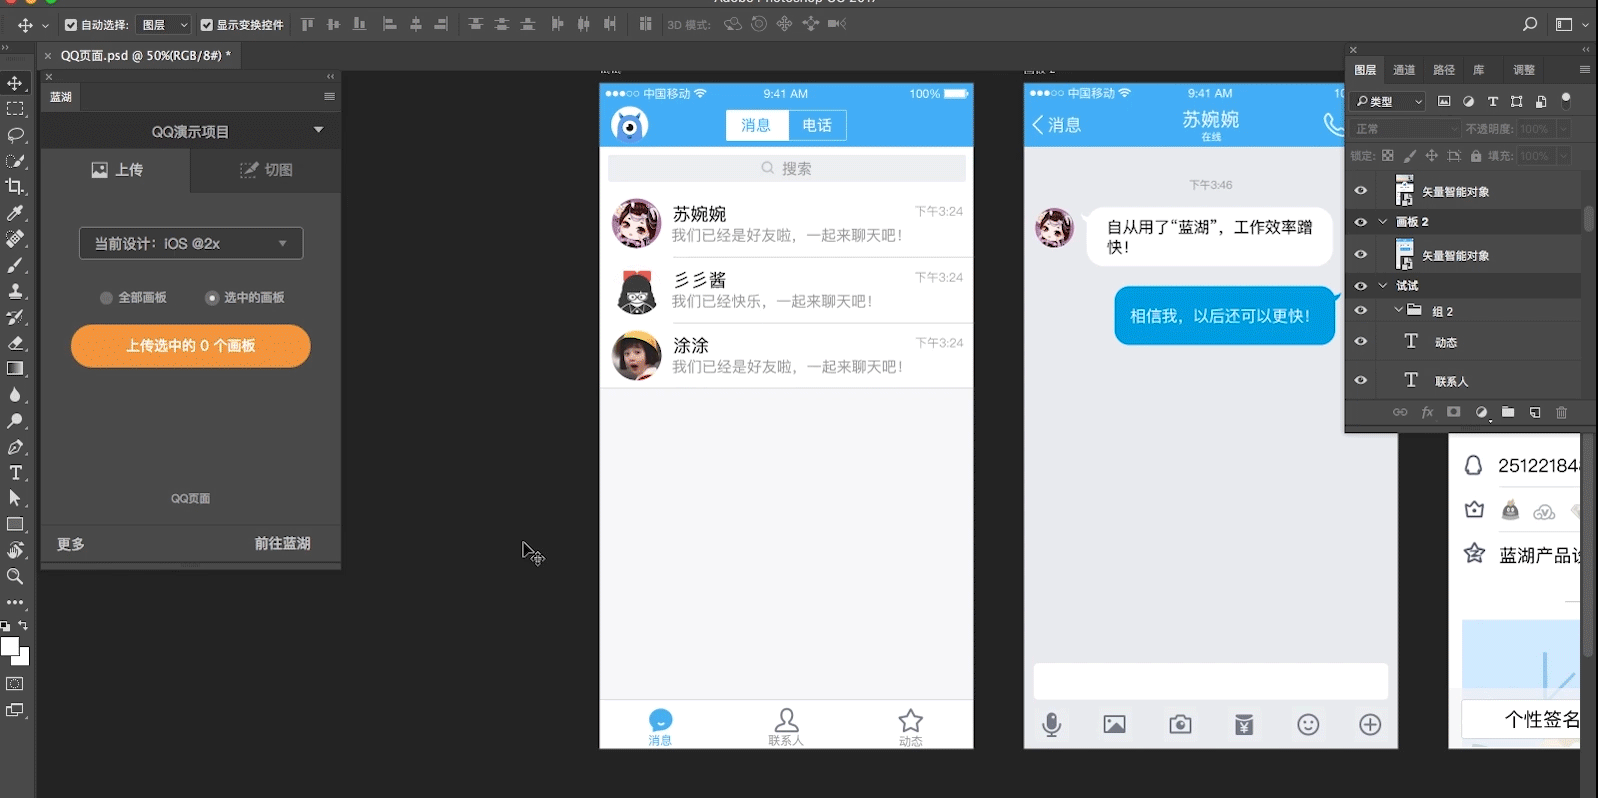 自动选择:
图层
显示变换控件
3D 模式:
QQ页面.psd @ 50%(RGB/8#) *
蓝湖
QQ演示项目
上传
切图
当前设计：iOS @2x
全部画板
选中的画板
上传选中的 0 个画板
QQ页面
更多
前往蓝湖
中国移动
9:41 AM
100%
消息
电话
搜索
苏婉婉
下午3:24
我们已经是好友啦，一起来聊天吧！
彡彡酱
下午3:24
我们已经快乐，一起来聊天吧！
涂涂
下午3:24
我们已经是好友啦，一起来聊天吧！
消息
联系人
动态
中国移动
9:41 AM
消息
苏婉婉
在线
下午3:46
自从用了“蓝湖”，工作效率蹭
快！
相信我，以后还可以更快！
图层
通道
路径
库
调整
类型
正常
不透明度:
100%
锁定:
填充:
100%
矢量智能对象
画板 2
矢量智能对象
试试
组 2
动态
联系人
fx
2512218
蓝湖产品
个性签名